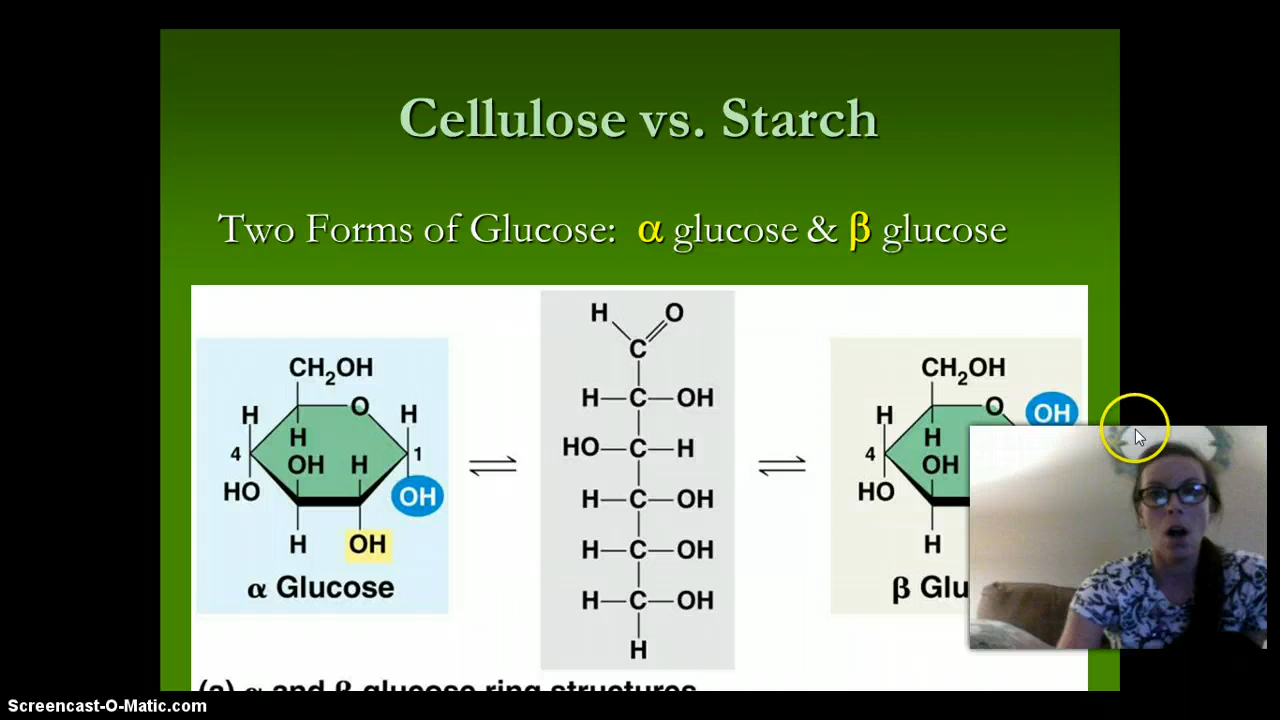 Cellulose vs. Starch
Two Forms of Glucose: α glucose & β glucose
CH2OH
H
O
H
H
4
OH
H
1
HO
OH
H
OH
α Glucose
H
O
C
H—C—OH
HO—C—H
H—C—OH
H—C—OH
H—C—OH
H
CH2OH
H
O
OH
H
4
OH
HO
H
β Glu
(a) α and β glucose ring structures
Screencast-O-Matic.com